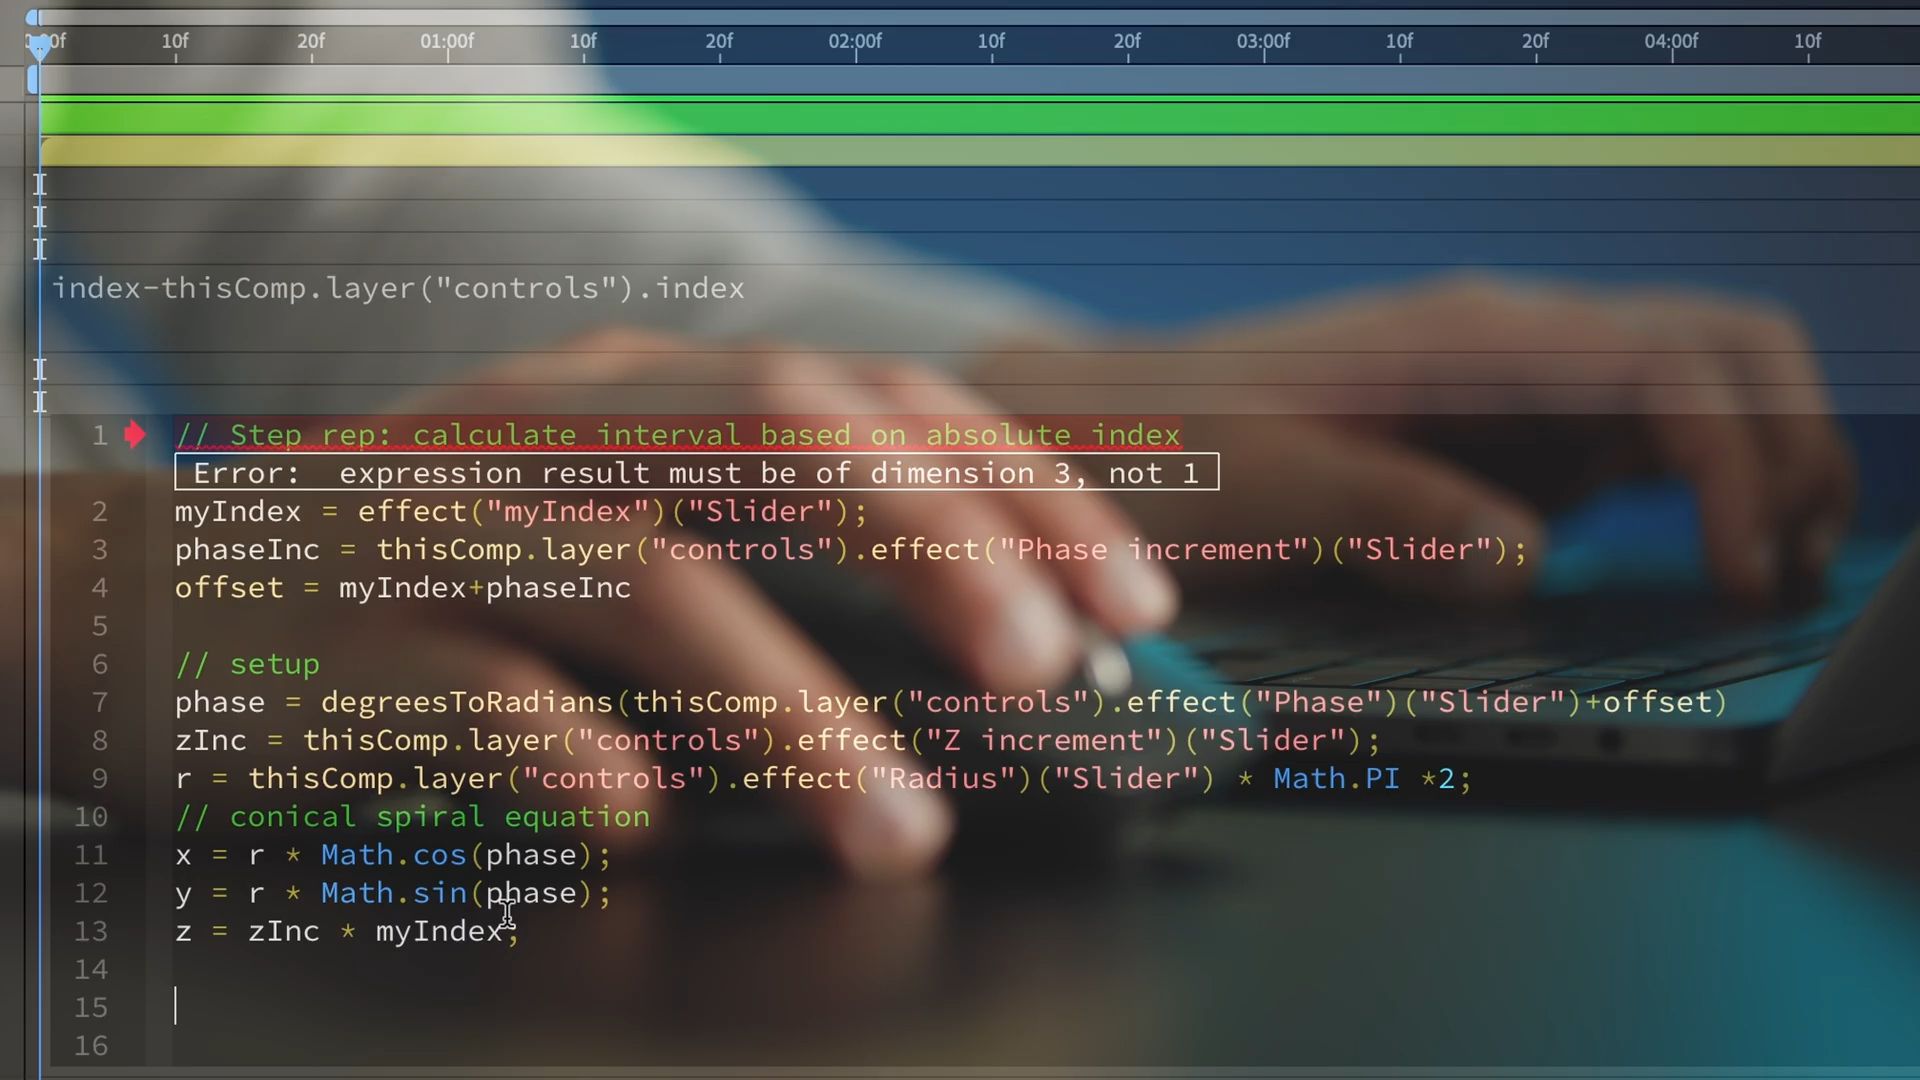 10f 20f 01:00f 10f 20f 02:00f 10f 20f 03:00f 10f 20f 04:00f 10f
index-thisComp.layer("controls").index
1 // Step rep: calculate interval based on absolute index
Error:  expression result must be of dimension 3, not 1
2 myIndex = effect("myIndex")("Slider");
3 phaseInc = thisComp.layer("controls").effect("Phase increment")("Slider");
4 offset = myIndex+phaseInc
5
6 // setup
7 phase = degreesToRadians(thisComp.layer("controls").effect("Phase")("Slider")+offset)
8 zInc = thisComp.layer("controls").effect("Z increment")("Slider");
9 r = thisComp.layer("controls").effect("Radius")("Slider") * Math.PI *2;
10 // conical spiral equation
11 x = r * Math.cos(phase);
12 y = r * Math.sin(phase);
13 z = zInc * myIndex;
14
15
16